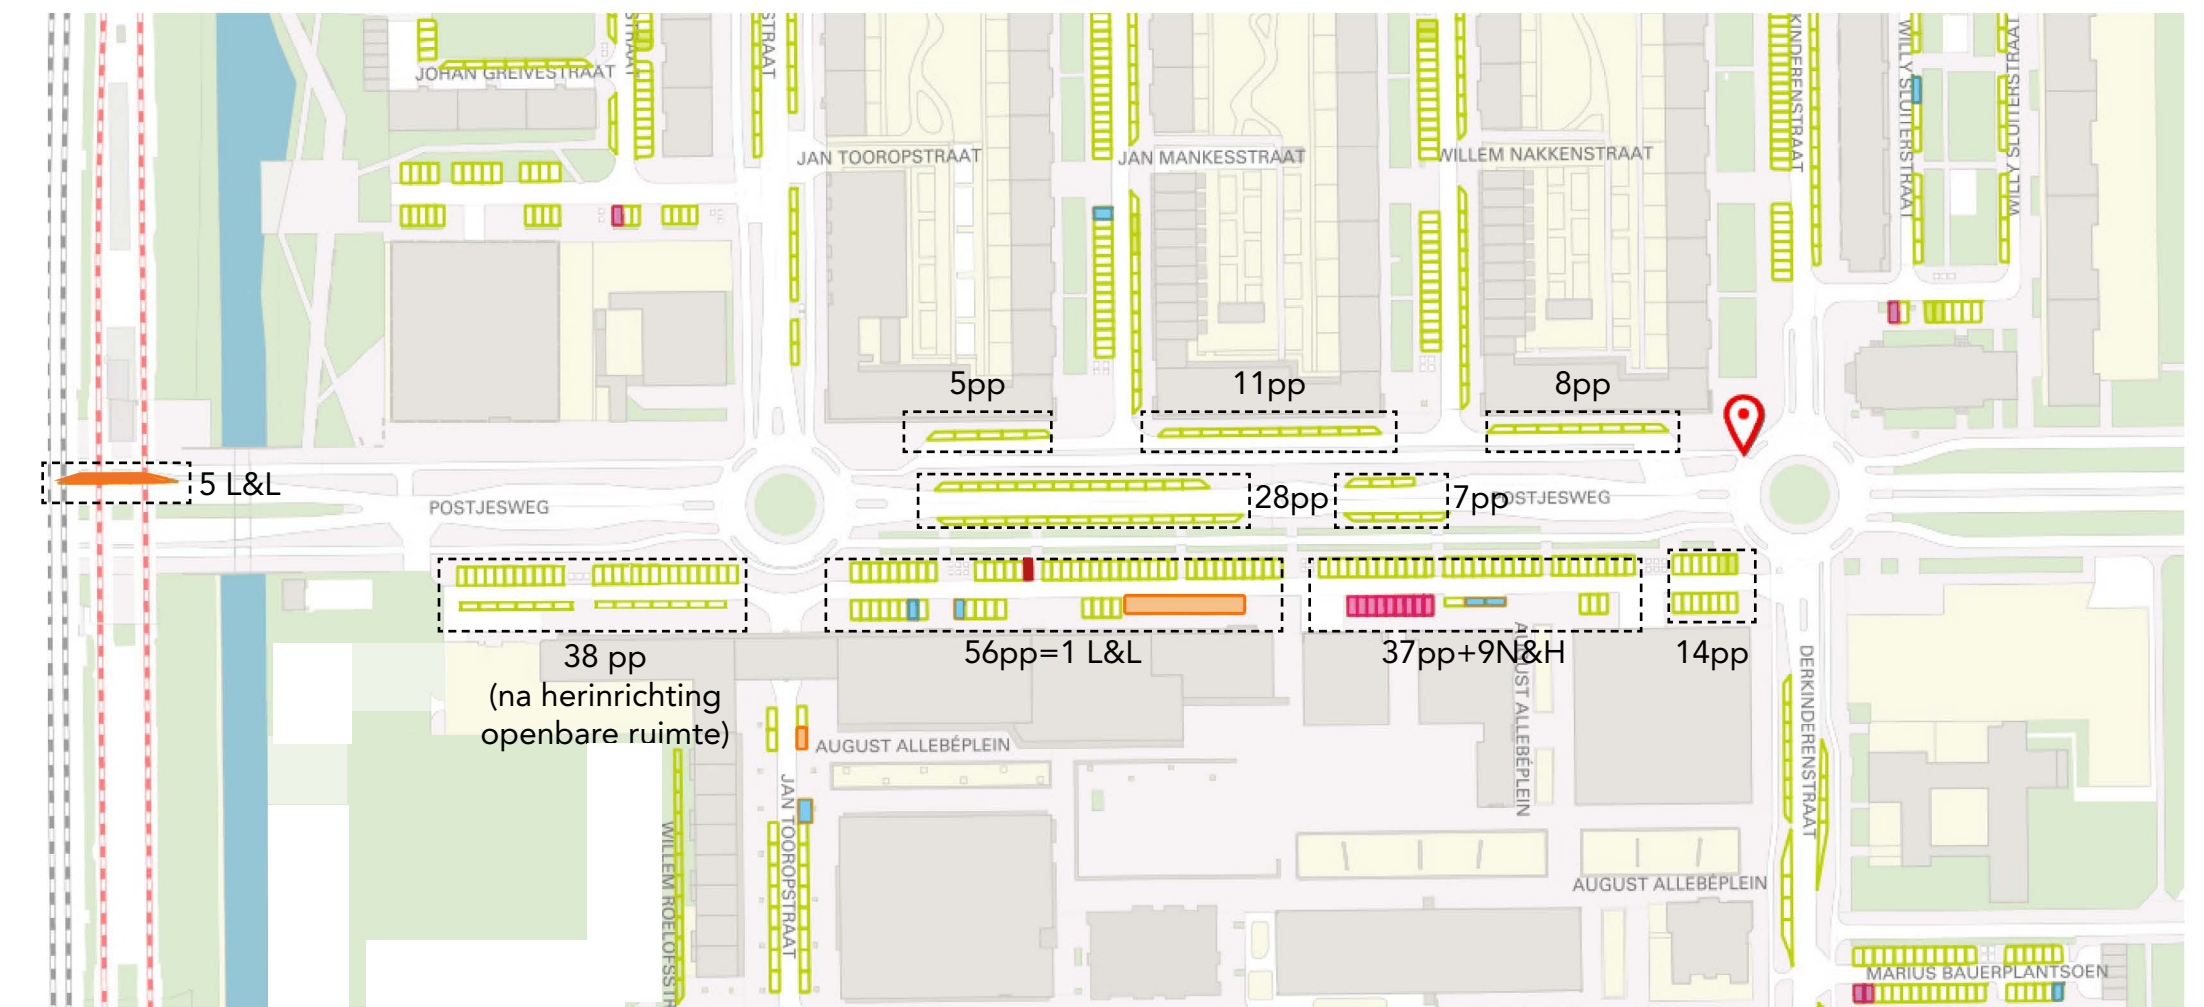 STRAAT
STRAAT
KINDERENSTRAAT
WILLY SLUITERSTRAAT
WILLY SLUITERSTRAAT
JOHAN GREIVESTRAAT
JAN TOOROPSTRAAT
JAN MANKESSTRAAT
WILLEM NAKKENSTRAAT
5pp
11pp
8pp
5 L&L
POSTJESWEG
28pp
7pp
POSTJESWEG
38 pp
(na herinrichting
openbare ruimte)
56pp=1 L&L
37pp+9N&H
14pp
AUGUST ALLEBÉPLEIN
AUGUST ALLEBÉPLEIN
DERKINDERENSTRAAT
JAN TOOROPSTRAAT
WILLEM ROELOFSSTR
AUGUST ALLEBÉPLEIN
MARIUS BAUERPLANTSOEN